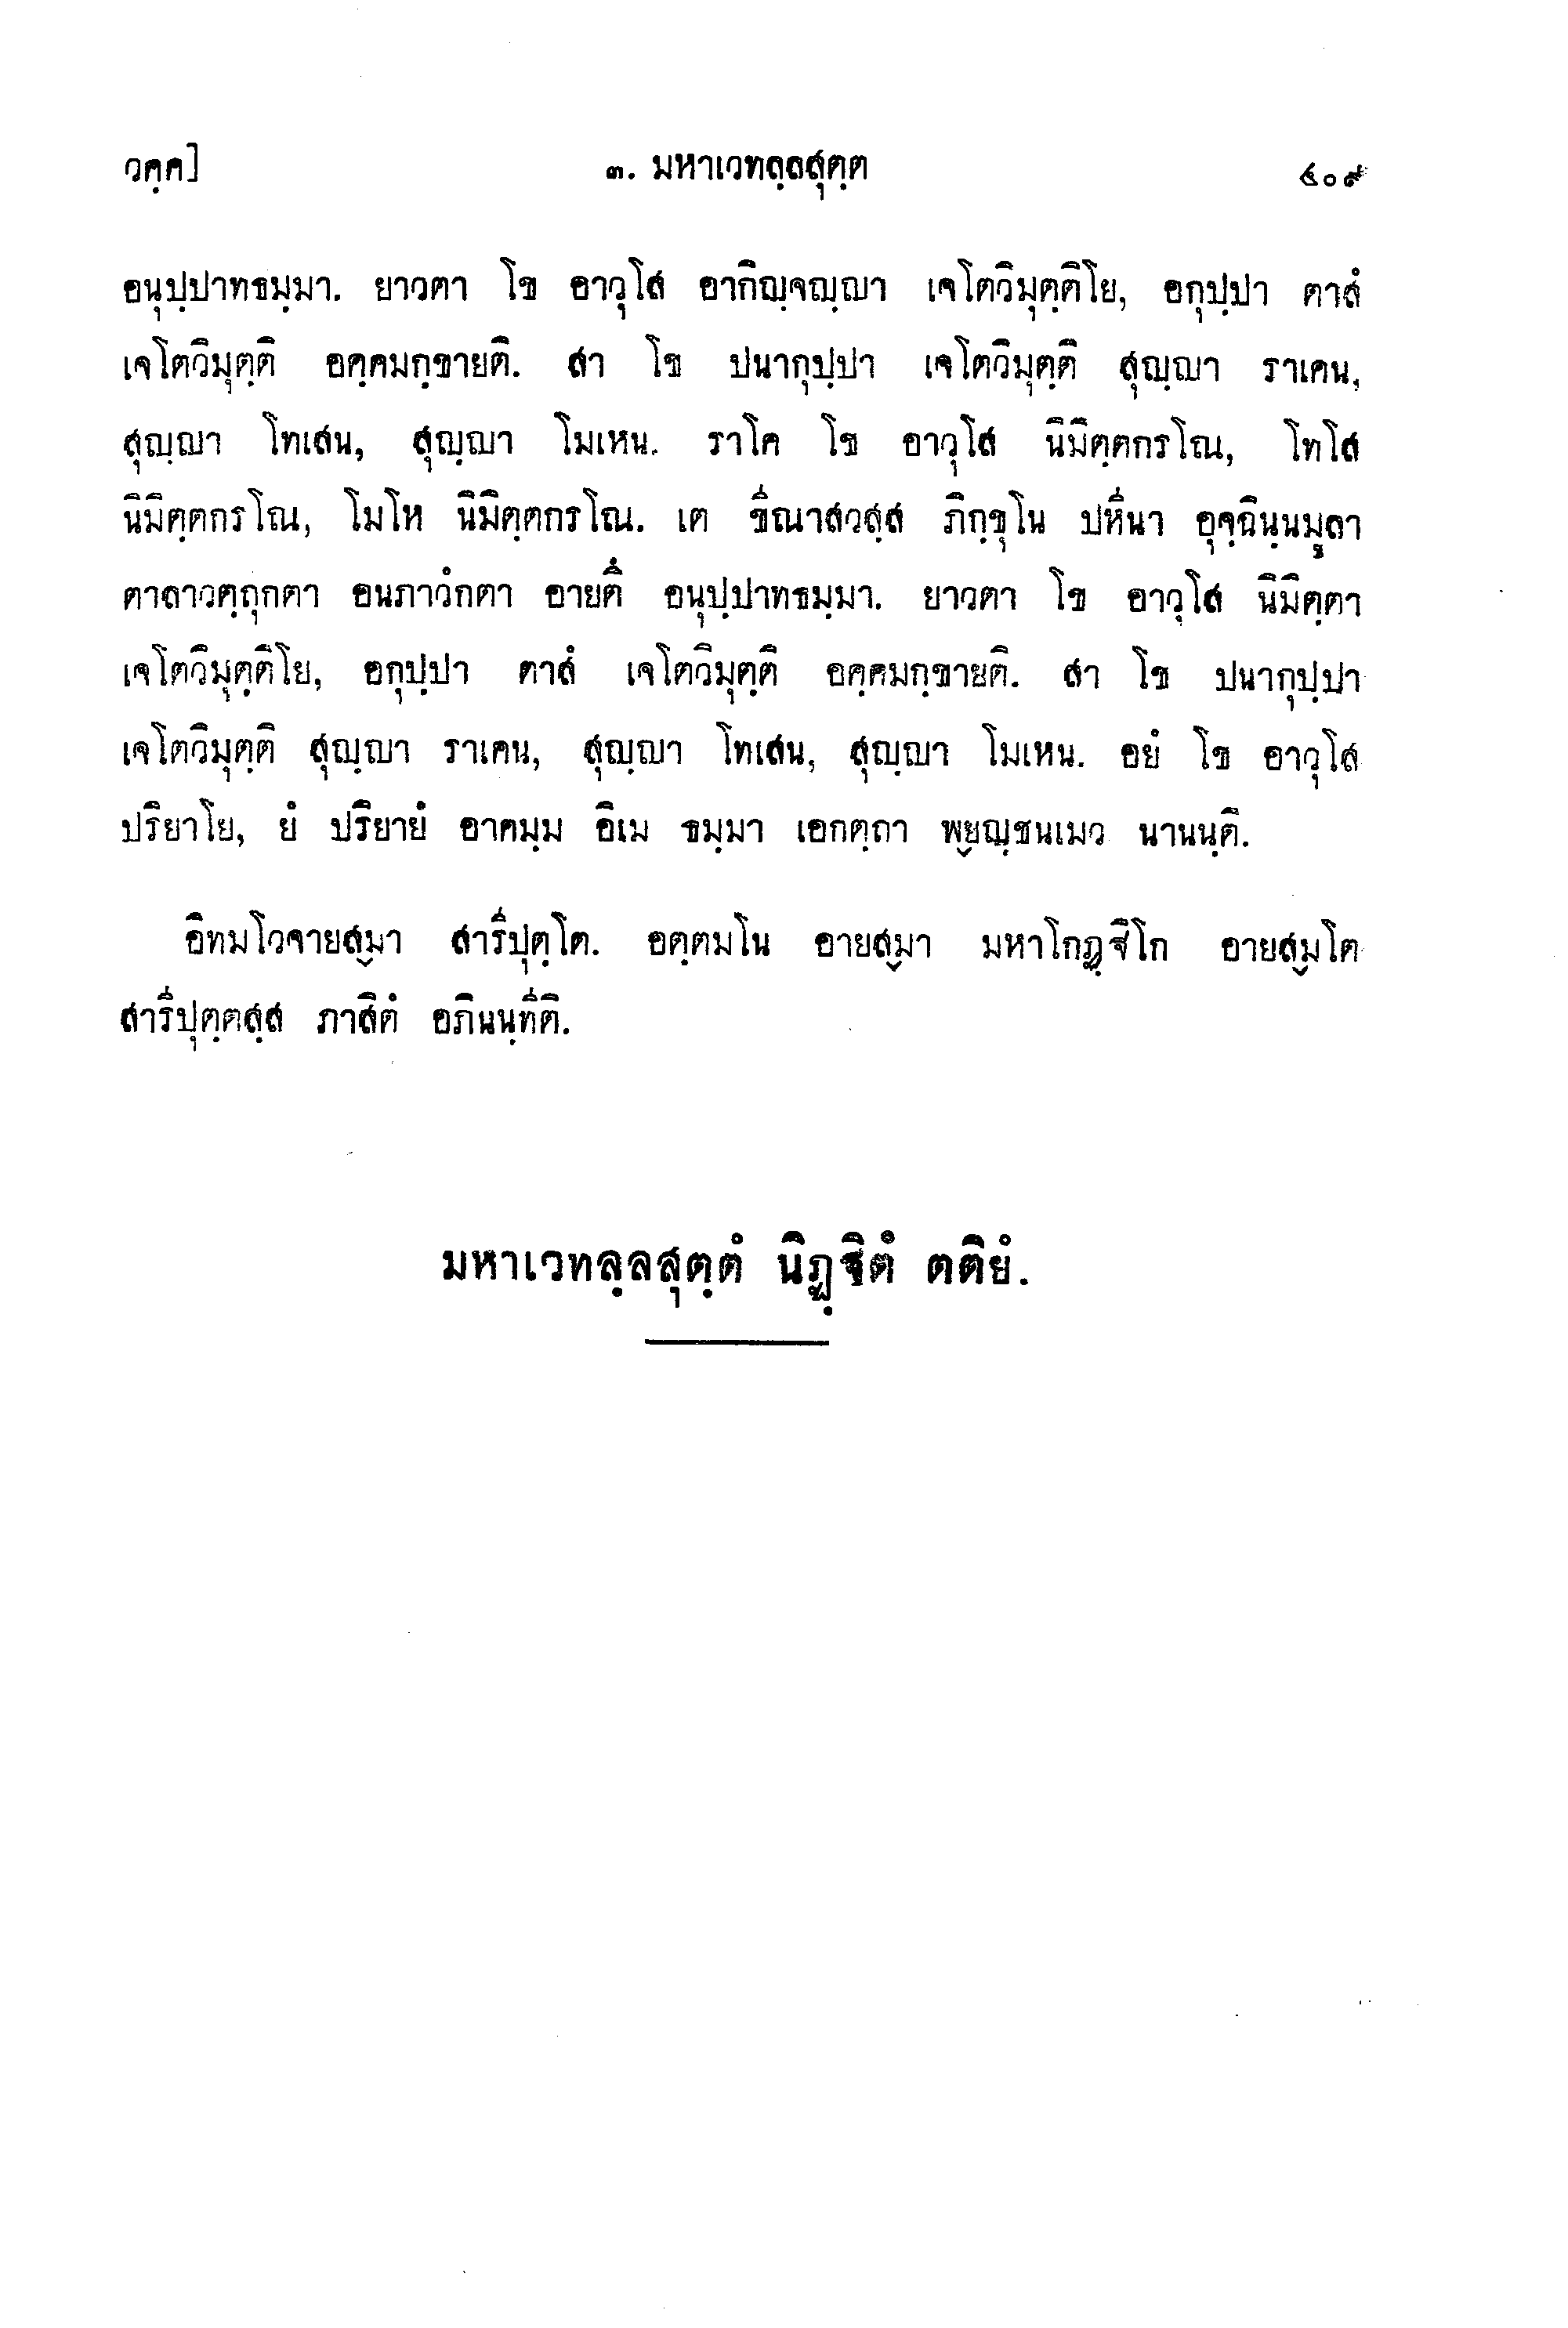 วคฺค] ๓. มหาเวทลฺลสุตฺต ๕๐๙
อนุปฺปาทธมฺมา. ยาวตา โข อาวุโส อากิญฺจญฺญา เจโตวิมุตฺติโย, อกุปฺปา ตาสํ
เจโตวิมุตฺติ อคฺคมกฺขายติ. สา โข ปนากุปฺปา เจโตวิมุตฺติ สุญฺญา ราเคน,
สุญฺญา โทเสน, สุญฺญา โมเหน. ราโค โข อาวุโส นิมิตฺตกรโณ, โทโส
นิมิตฺตกรโณ, โมโห นิมิตฺตกรโณ. เต ขีณาสวสฺส ภิกฺขุโน ปหีนา อุจฺฉินฺนมูลา
ตาลาวตฺถุกตา อนภาวํกตา อายตึ อนุปฺปาทธมฺมา. ยาวตา โข อาวุโส นิมิตฺตา
เจโตวิมุตฺติโย, อกุปฺปา ตาสํ เจโตวิมุตฺติ อคฺคมกฺขายติ. สา โข ปนากุปฺปา
เจโตวิมุตฺติ สุญฺญา ราเคน, สุญฺญา โทเสน, สุญฺญา โมเหน. อยํ โข อาวุโส
ปริยาโย, ยํ ปริยายํ อาคมฺม อิเม ธมฺมา เอกตฺถา พฺยญฺชนเมว นานนฺติ.
อิทมโวจายสฺมา สารีปุตฺโต. อตฺตมโน อายสฺมา มหาโกฏฺฐิโก อายสฺมโต
สารีปุตฺตสฺส ภาสิตํ อภินนฺทีติ.
มหาเวทลฺลสุตฺตํ นิฏฺฐิตํ ตติยํ.